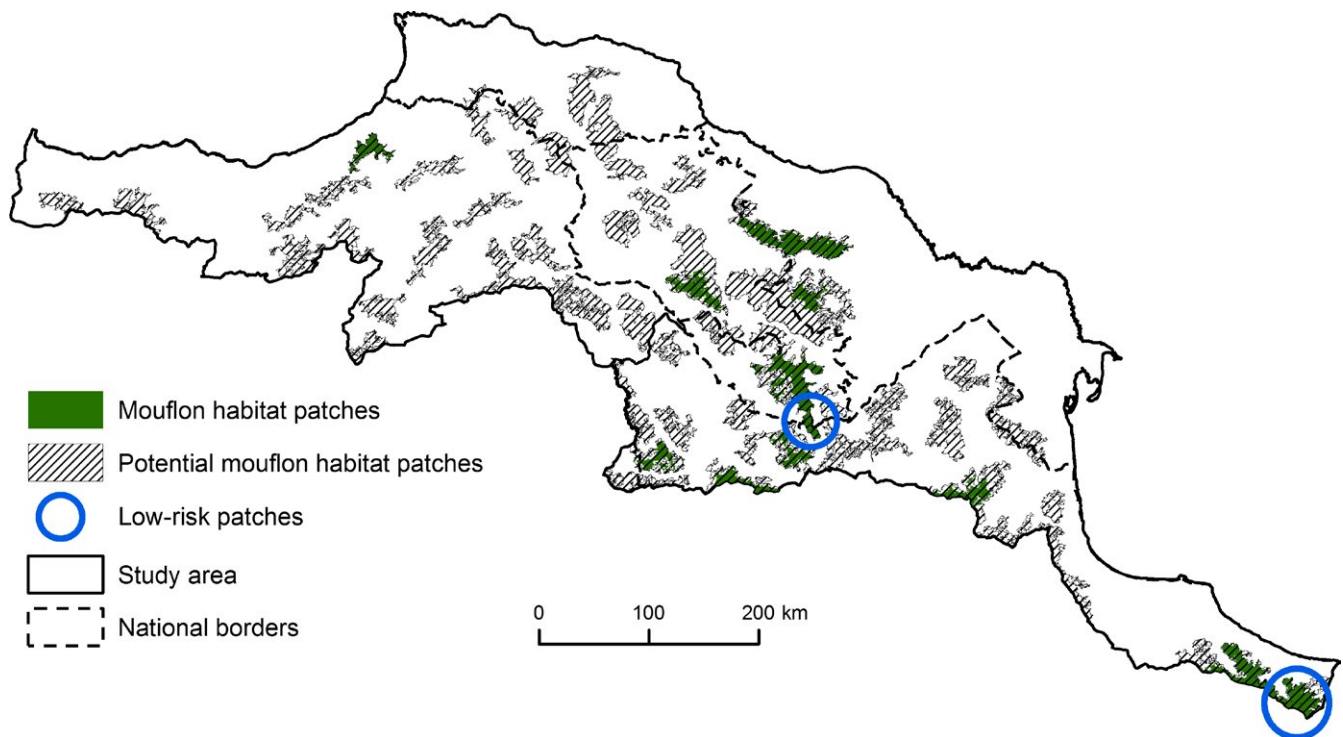 Mouflon habitat patches
Potential mouflon habitat patches
Low-risk patches
Study area
National borders
0 100 200 km